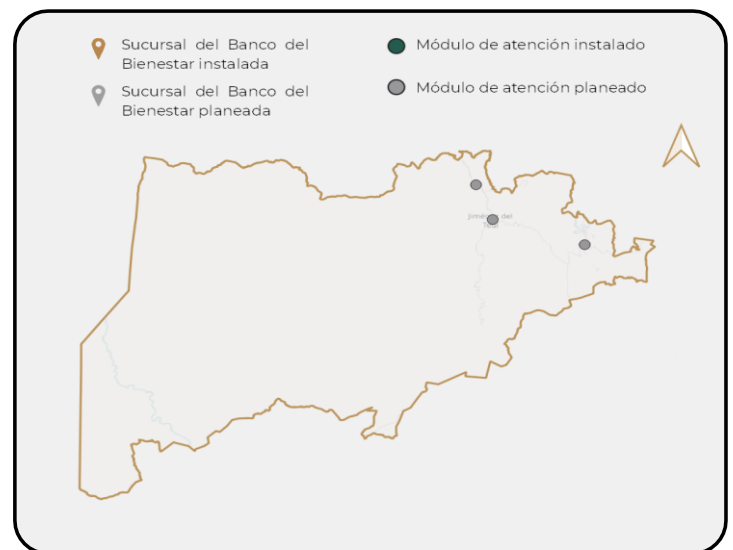 Sucursal del Banco del
Bienestar instalada
Sucursal del Banco del
Bienestar planeada
Módulo de atención instalado
Módulo de atención planeado
del